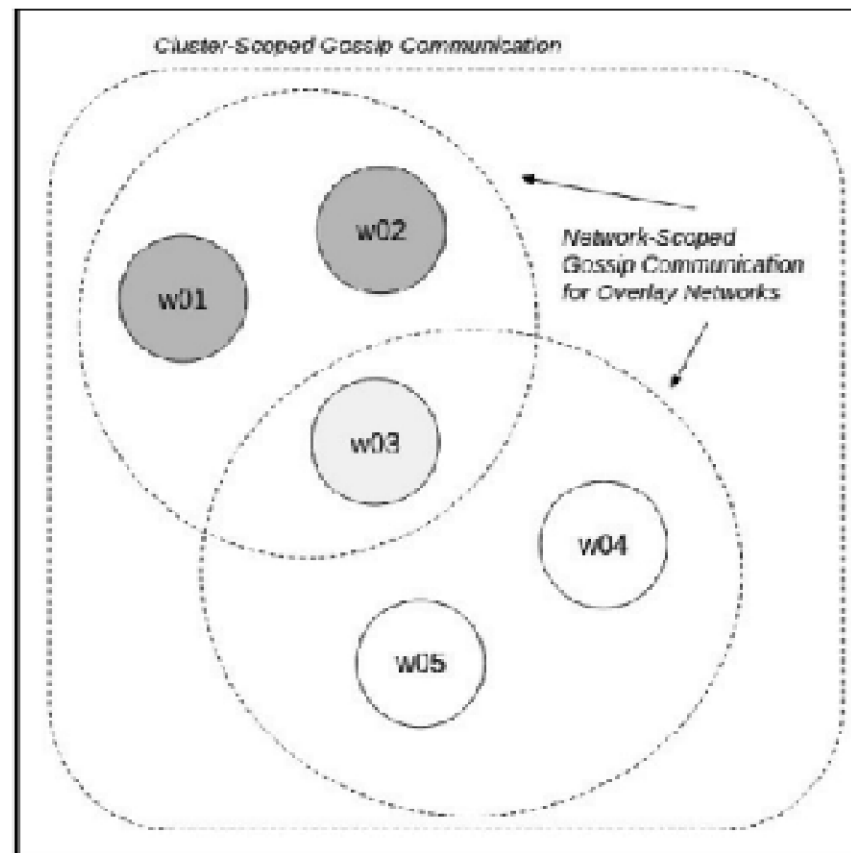 Cluster-Scoped Gossip Communication
w02
w01
Network-Scoped
Gossip Communication
for Overlay Networks
w03
w04
w05